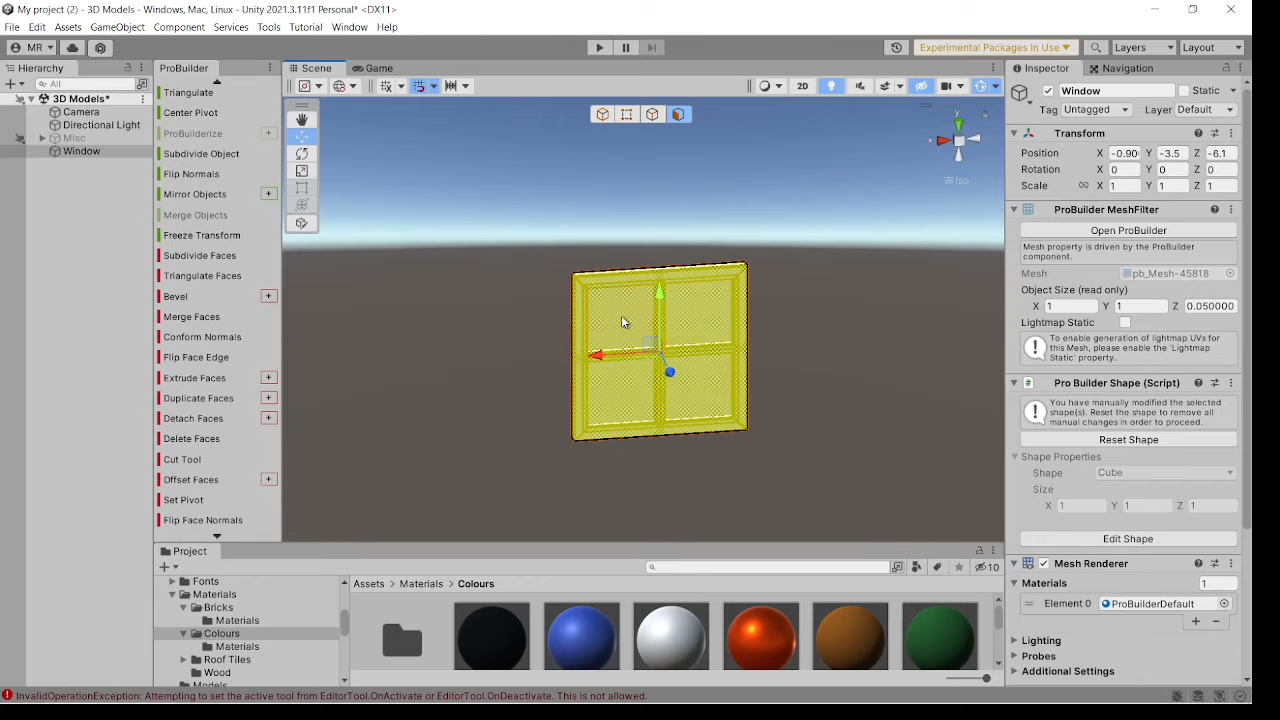 My project (2) - 3D Models - Windows, Mac, Linux - Unity 2021.3.11f1 Personal* <DX11>
File Edit Assets GameObject Component Services Tools Tutorial Window Help
MR Experimental Packages In Use Layers Layout
Hierarchy
All
3D Models*
Camera
Directional Light
Misc
Window
ProBuilder
Triangulate
Center Pivot
ProBuilderize
Subdivide Object
Flip Normals
Mirror Objects
Merge Objects
Freeze Transform
Subdivide Faces
Triangulate Faces
Bevel
Merge Faces
Conform Normals
Flip Face Edge
Extrude Faces
Duplicate Faces
Detach Faces
Delete Faces
Cut Tool
Offset Faces
Set Pivot
Flip Face Normals
Scene Game
2D
y
x
Iso
Inspector Navigation
Window Static
Tag Untagged Layer Default
Transform
Position X -0.90 Y -3.5 Z -6.1
Rotation X 0 Y 0 Z 0
Scale X 1 Y 1 Z 1
ProBuilder MeshFilter
Open ProBuilder
Mesh property is driven by the ProBuilder
component.
Mesh pb_Mesh-45818
Object Size (read only)
X 1 Y 1 Z 0.050000
Lightmap Static
To enable generation of lightmap UVs for
this Mesh, please enable the 'Lightmap
Static' property.
Pro Builder Shape (Script)
You have manually modified the selected
shape(s). Reset the shape to remove all
manual changes in order to proceed.
Reset Shape
Shape Properties
Shape Cube
Size
X 1 Y 1 Z 1
Edit Shape
Mesh Renderer
Materials 1
Element 0 ProBuilderDefault
Lighting
Probes
Additional Settings
Project
10
Fonts
Materials
Bricks
Materials
Colours
Materials
Roof Tiles
Wood
Models
Assets Materials Colours
InvalidOperationException: Attempting to set the active tool from EditorTool.OnActivate or EditorTool.OnDeactivate. This is not allowed.